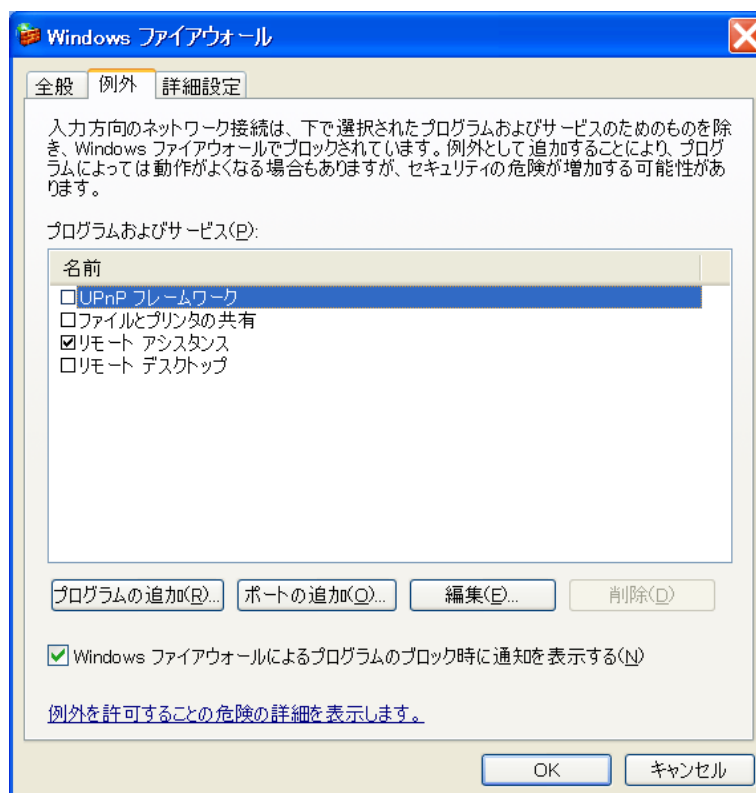 Windows ファイアウォール
全般 例外 詳細設定
入力方向のネットワーク接続は、下で選択されたプログラムおよびサービスのためのものを除
き、Windows ファイアウォールでブロックされています。例外として追加することにより、プログ
ラムによっては動作がよくなる場合もありますが、セキュリティの危険が増加する可能性があ
ります。
プログラムおよびサービス(P):
名前
UPnP フレームワーク
ファイルとプリンタの共有
リモート アシスタンス
リモート デスクトップ
プログラムの追加(R)... ポートの追加(O)... 編集(E)... 削除(D)
Windows ファイアウォールによるプログラムのブロック時に通知を表示する(N)
例外を許可することの危険の詳細を表示します。
OK キャンセル